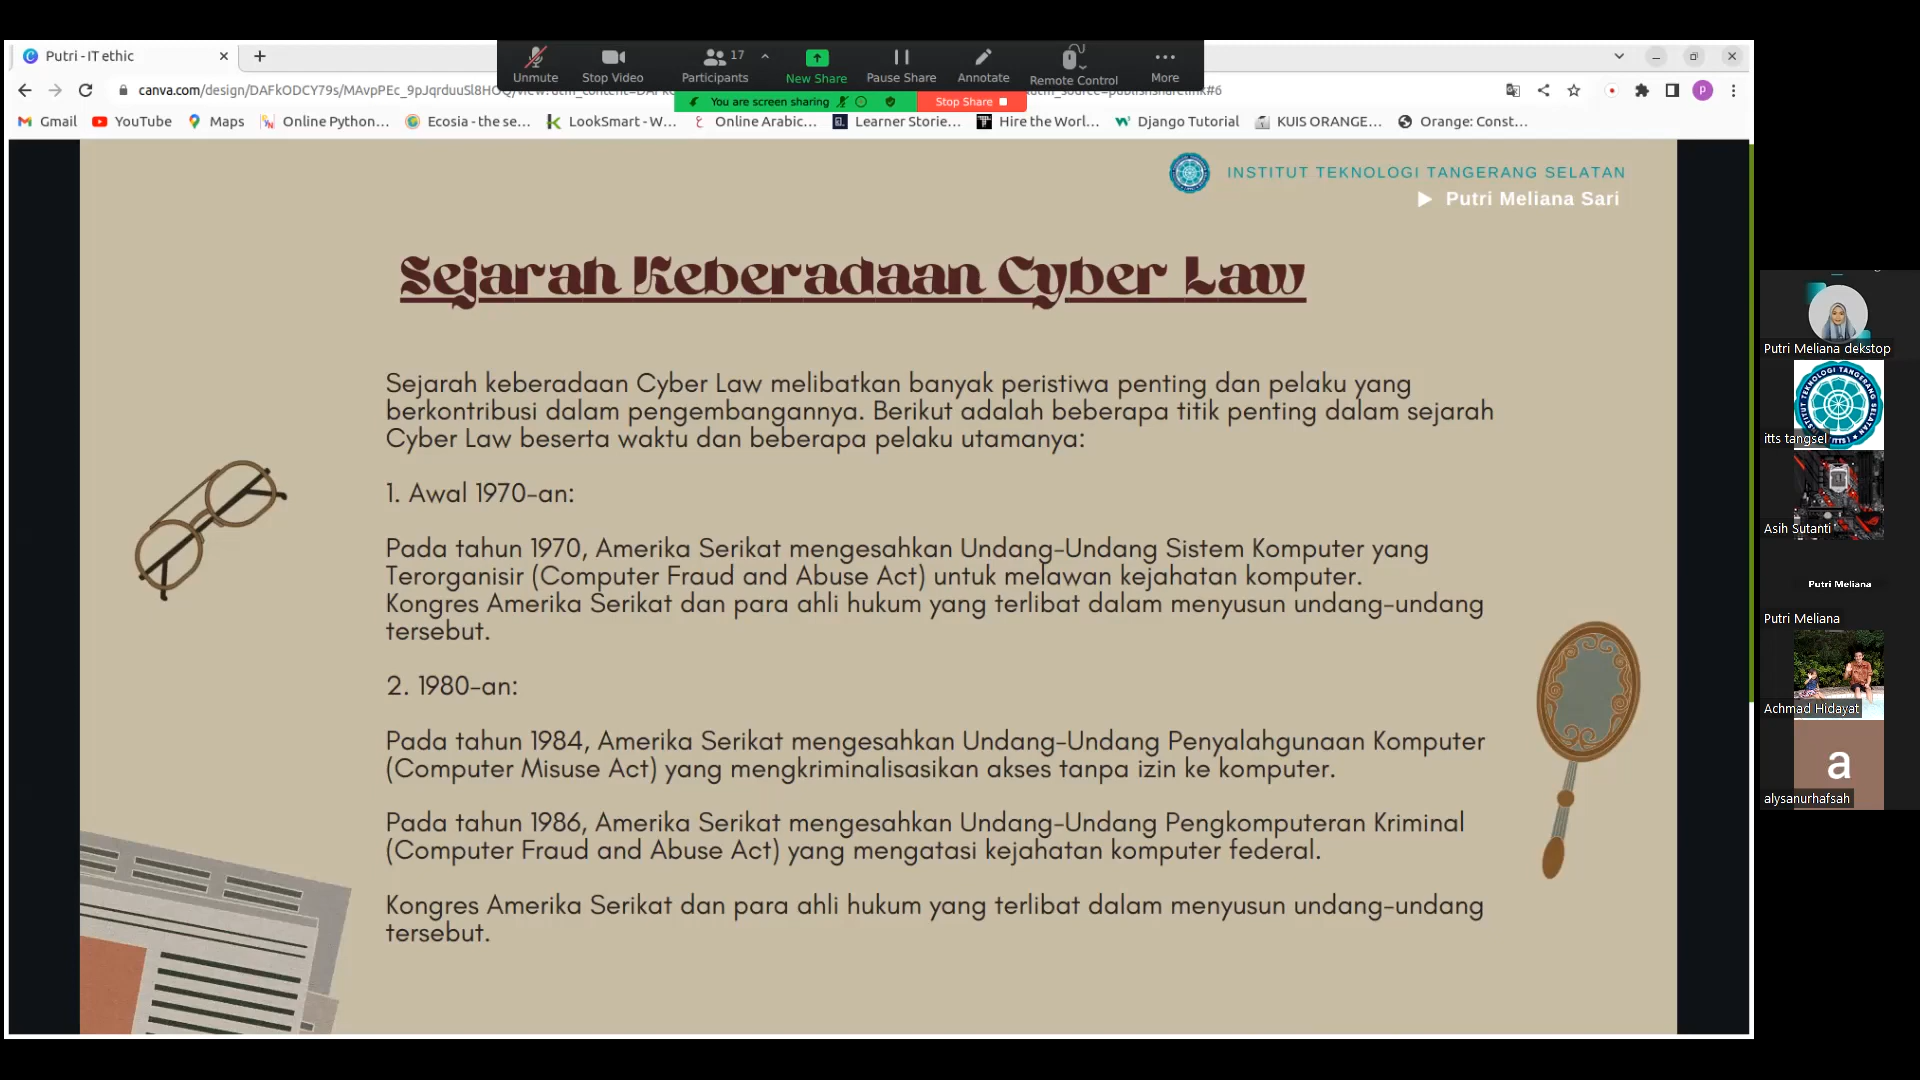 Putri - IT ethic
Unmute
Stop Video
Participants
17
New Share
Pause Share
Annotate
Remote Control
More
You are screen sharing
Stop Share
Gmail
YouTube
Maps
Online Python...
Ecosia - the se...
LookSmart - W...
Online Arabic...
Learner Storie...
Hire the Worl...
Django Tutorial
KUIS ORANGE...
Orange: Const...
INSTITUT TEKNOLOGI TANGERANG SELATAN
Putri Meliana Sari
Sejarah Keberadaan Cyber Law
Sejarah keberadaan Cyber Law melibatkan banyak peristiwa penting dan pelaku yang
berkontribusi dalam pengembangannya. Berikut adalah beberapa titik penting dalam sejarah
Cyber Law beserta waktu dan beberapa pelaku utamanya:
1. Awal 1970-an:
Pada tahun 1970, Amerika Serikat mengesahkan Undang-Undang Sistem Komputer yang
Terorganisir (Computer Fraud and Abuse Act) untuk melawan kejahatan komputer.
Kongres Amerika Serikat dan para ahli hukum yang terlibat dalam menyusun undang-undang
tersebut.
2. 1980-an:
Pada tahun 1984, Amerika Serikat mengesahkan Undang-Undang Penyalahgunaan Komputer
(Computer Misuse Act) yang mengkriminalisasikan akses tanpa izin ke komputer.
Pada tahun 1986, Amerika Serikat mengesahkan Undang-Undang Pengkomputeran Kriminal
(Computer Fraud and Abuse Act) yang mengatasi kejahatan komputer federal.
Kongres Amerika Serikat dan para ahli hukum yang terlibat dalam menyusun undang-undang
tersebut.
Putri Meliana dekstop
itts tangsel
Asih Sutanti
Putri Meliana
Putri Meliana
Achmad Hidayat
a
alysanurhafsah